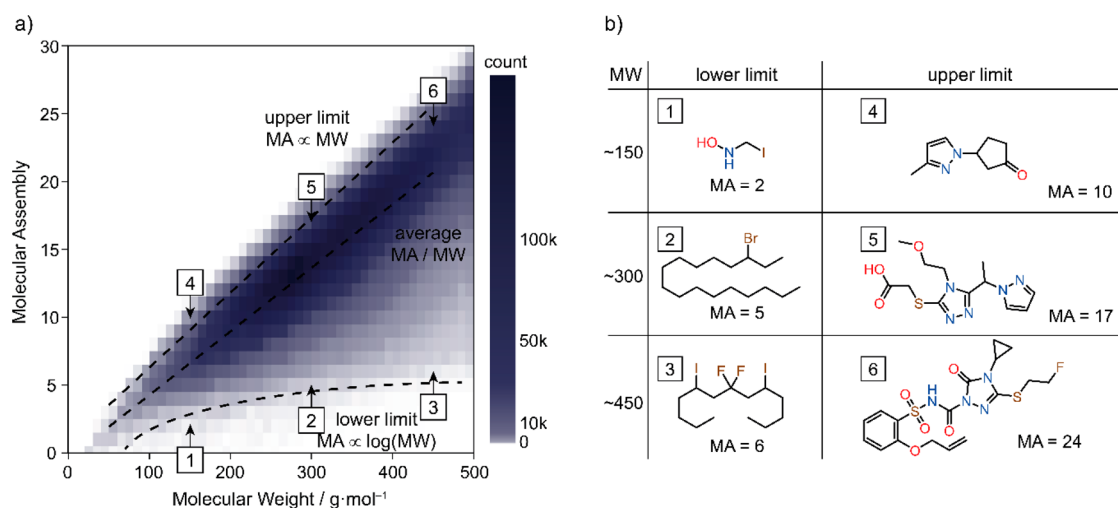 a)
30
25
20
15
10
5
0
Molecular Assembly
0
100
200
300
400
500
Molecular Weight / g·mol⁻¹
upper limit
MA ∝ MW
average
MA / MW
lower limit
MA ∝ log(MW)
1
2
3
4
5
6
count
100k
50k
10k
0
b)
MW
lower limit
upper limit
~150
1
HO
N
H
I
MA = 2
4
N
N
O
MA = 10
~300
2
Br
MA = 5
5
O
HO
O
S
N
N
N
N
N
MA = 17
~450
3
I
F
F
I
MA = 6
6
O
N
F
S
N
N
H
N
S
O
O
O
O
MA = 24